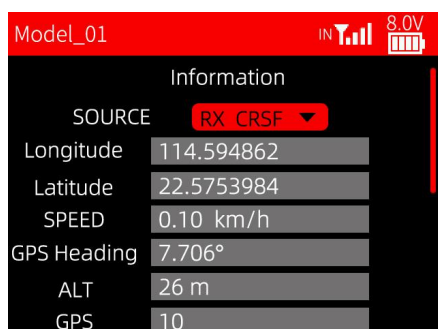 Model_01 IN 8.0V
Information
SOURCE RX CRSF
Longitude 114.594862
Latitude 22.5753984
SPEED 0.10 km/h
GPS Heading 7.706°
ALT 26 m
GPS 10